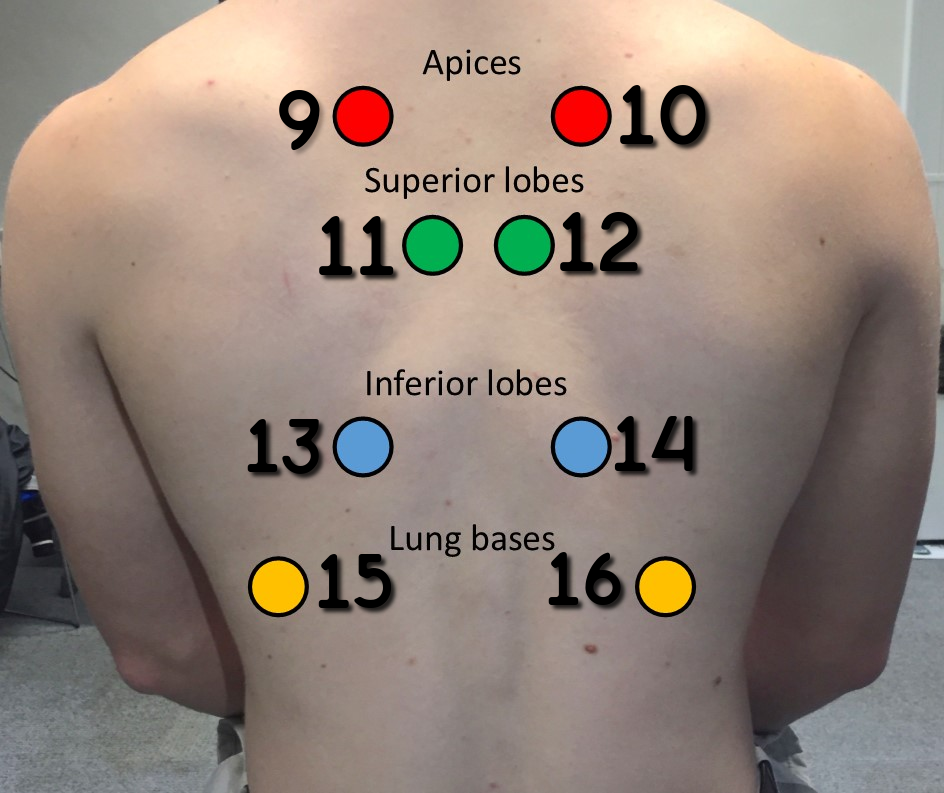 Apices
9 10
Superior lobes
11 12
Inferior lobes
13 14
Lung bases
15 16